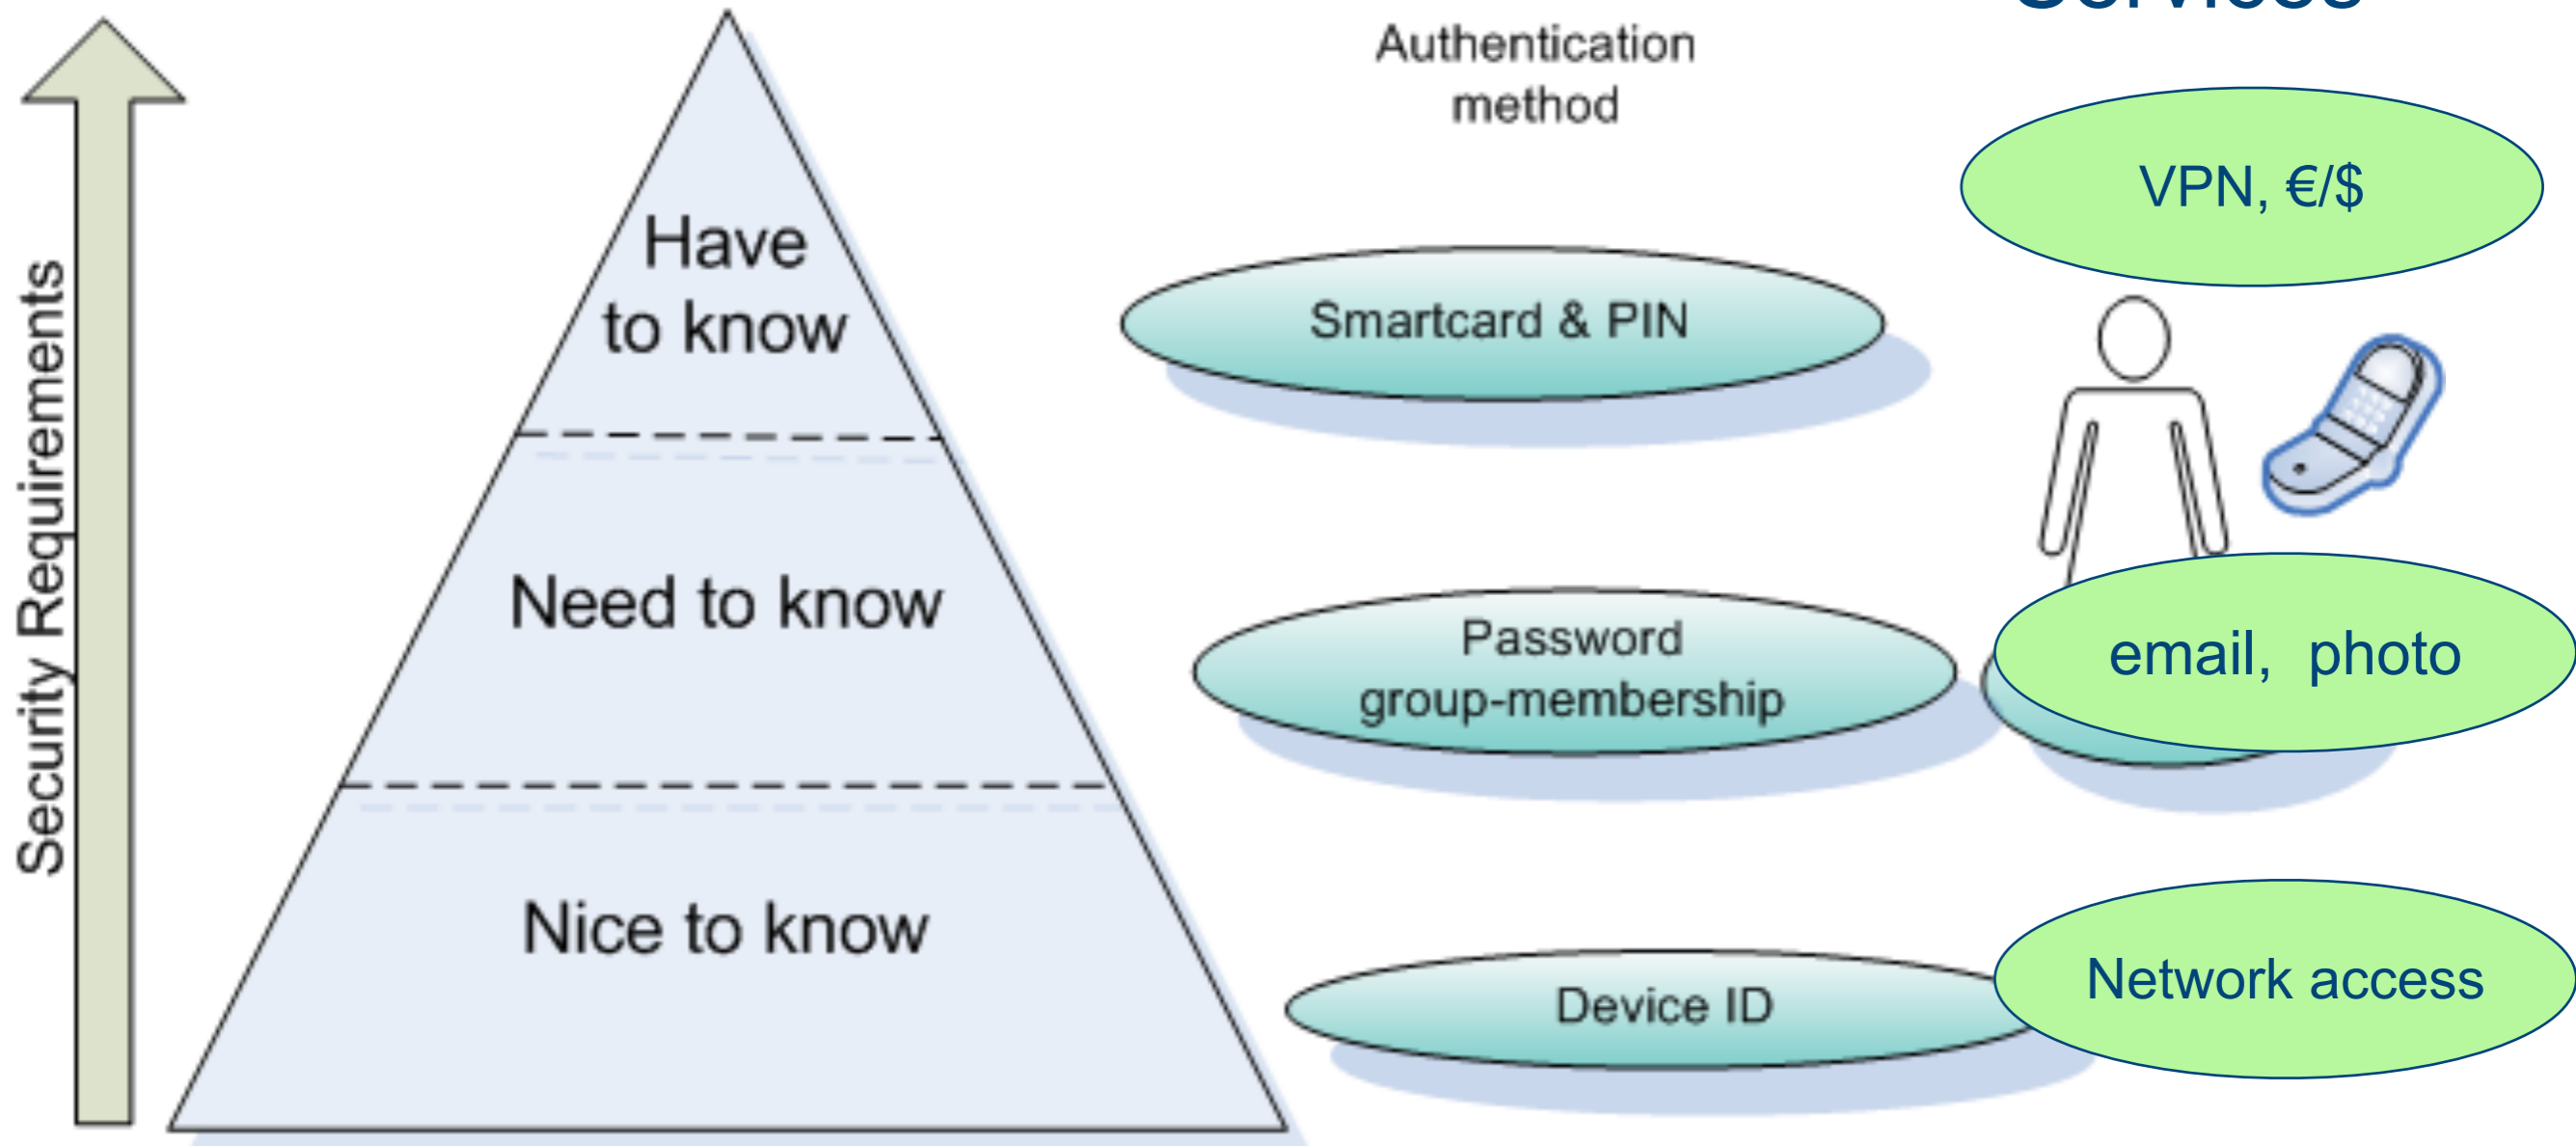 Services
Authentication
method
VPN, €/$
Have
to know
Smartcard & PIN
Security Requirements
Need to know
Password
group-membership
email,  photo
Nice to know
Device ID
Network access